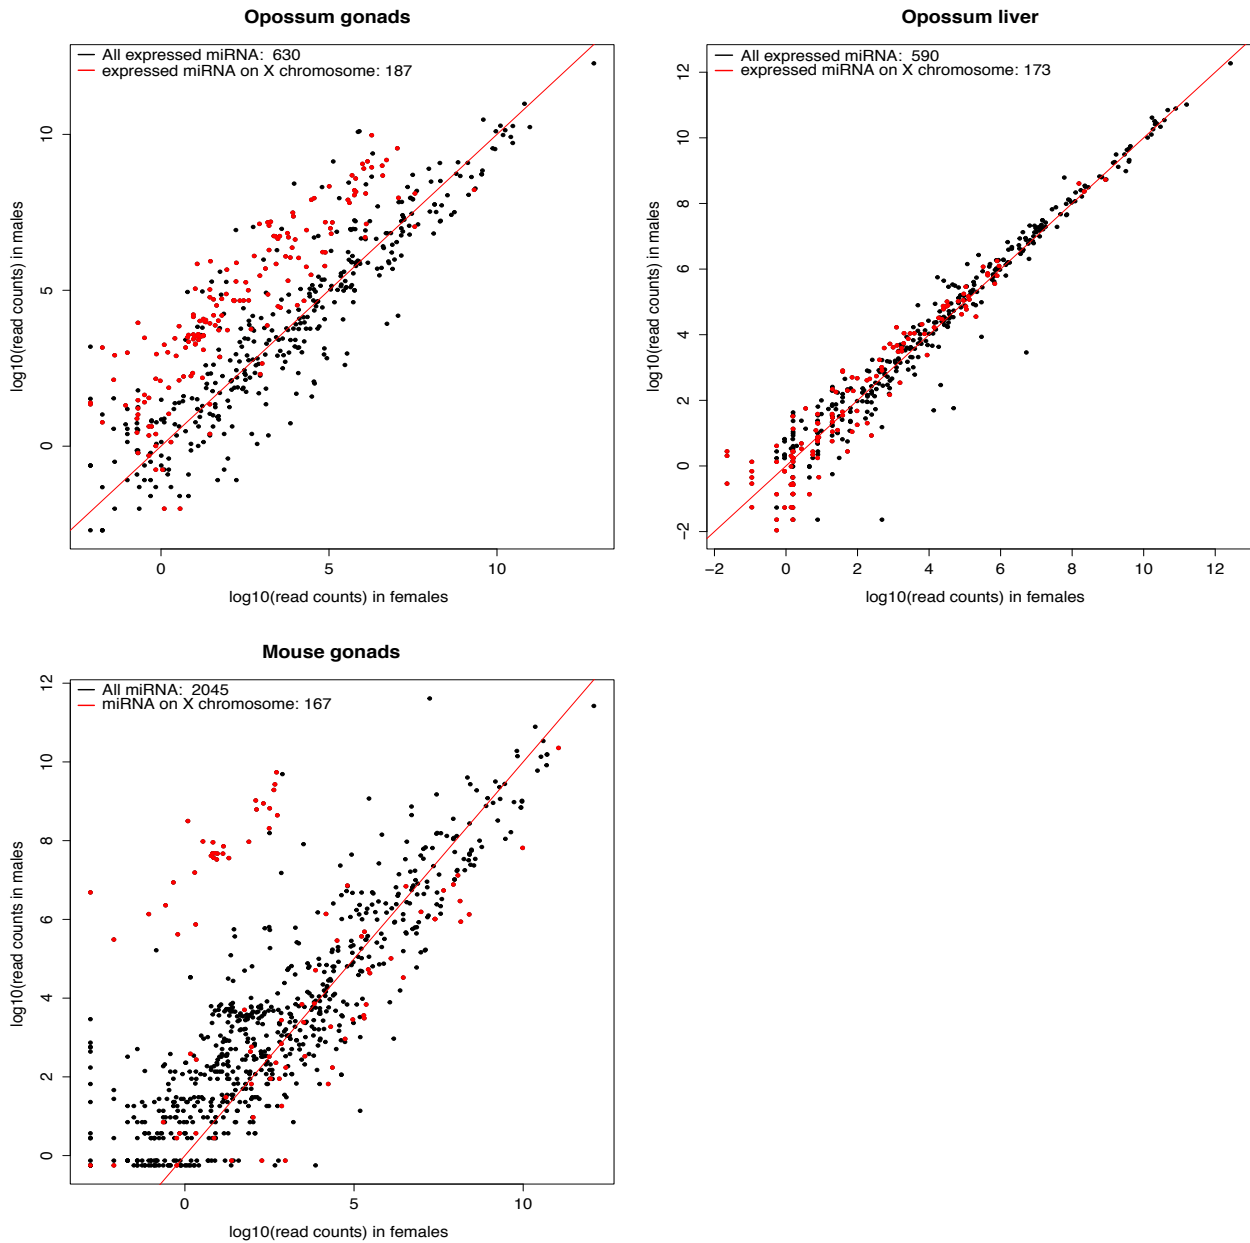 Opossum gonads
All expressed miRNA:  630
expressed miRNA on X chromosome: 187
10
5
0
log10(read counts) in males
0
5
10
log10(read counts) in females
Opossum liver
All expressed miRNA:  590
expressed miRNA on X chromosome: 173
12
10
8
6
4
2
0
−2
log10(read counts) in males
−2
0
2
4
6
8
10
12
log10(read counts) in females
Mouse gonads
All miRNA:  2045
miRNA on X chromosome: 167
12
10
8
6
4
2
0
log10(read counts in males
0
5
10
log10(read counts) in females